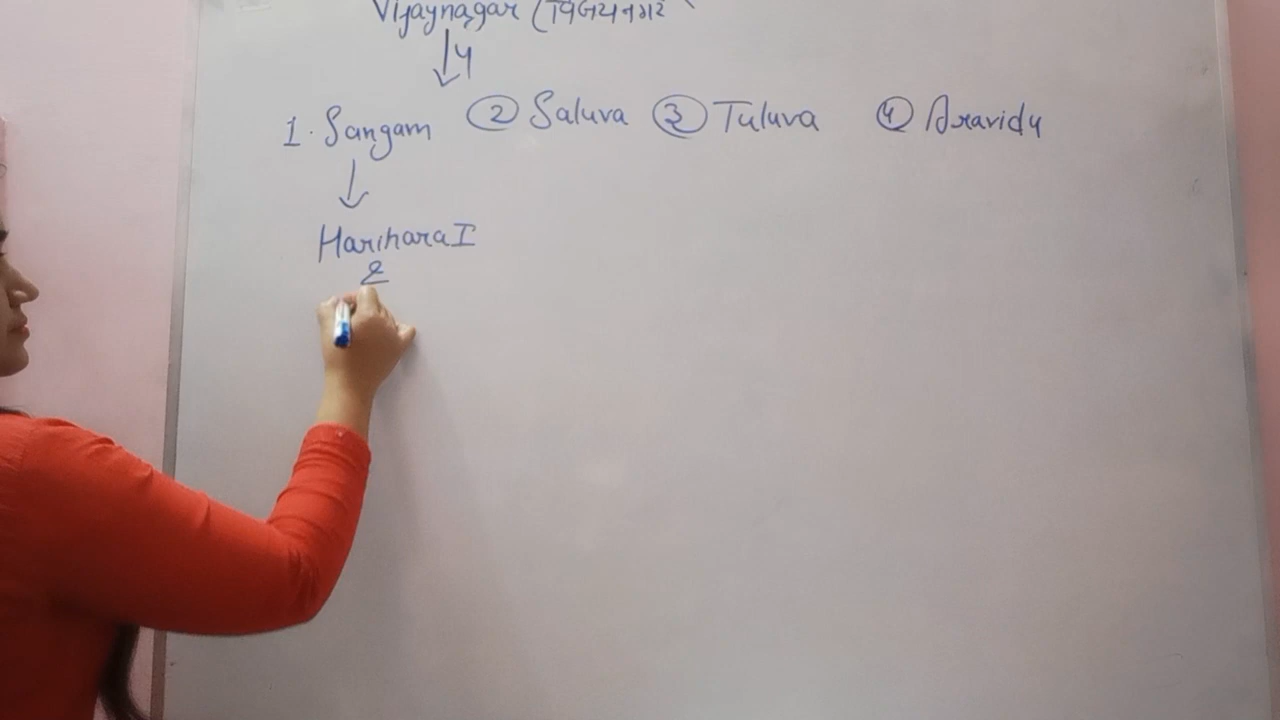 Vijaynagar (विजयनगर
↓4
1. Sangam ② Saluva ③ Tuluva ④ Aravidu
↓
Harihara I
&